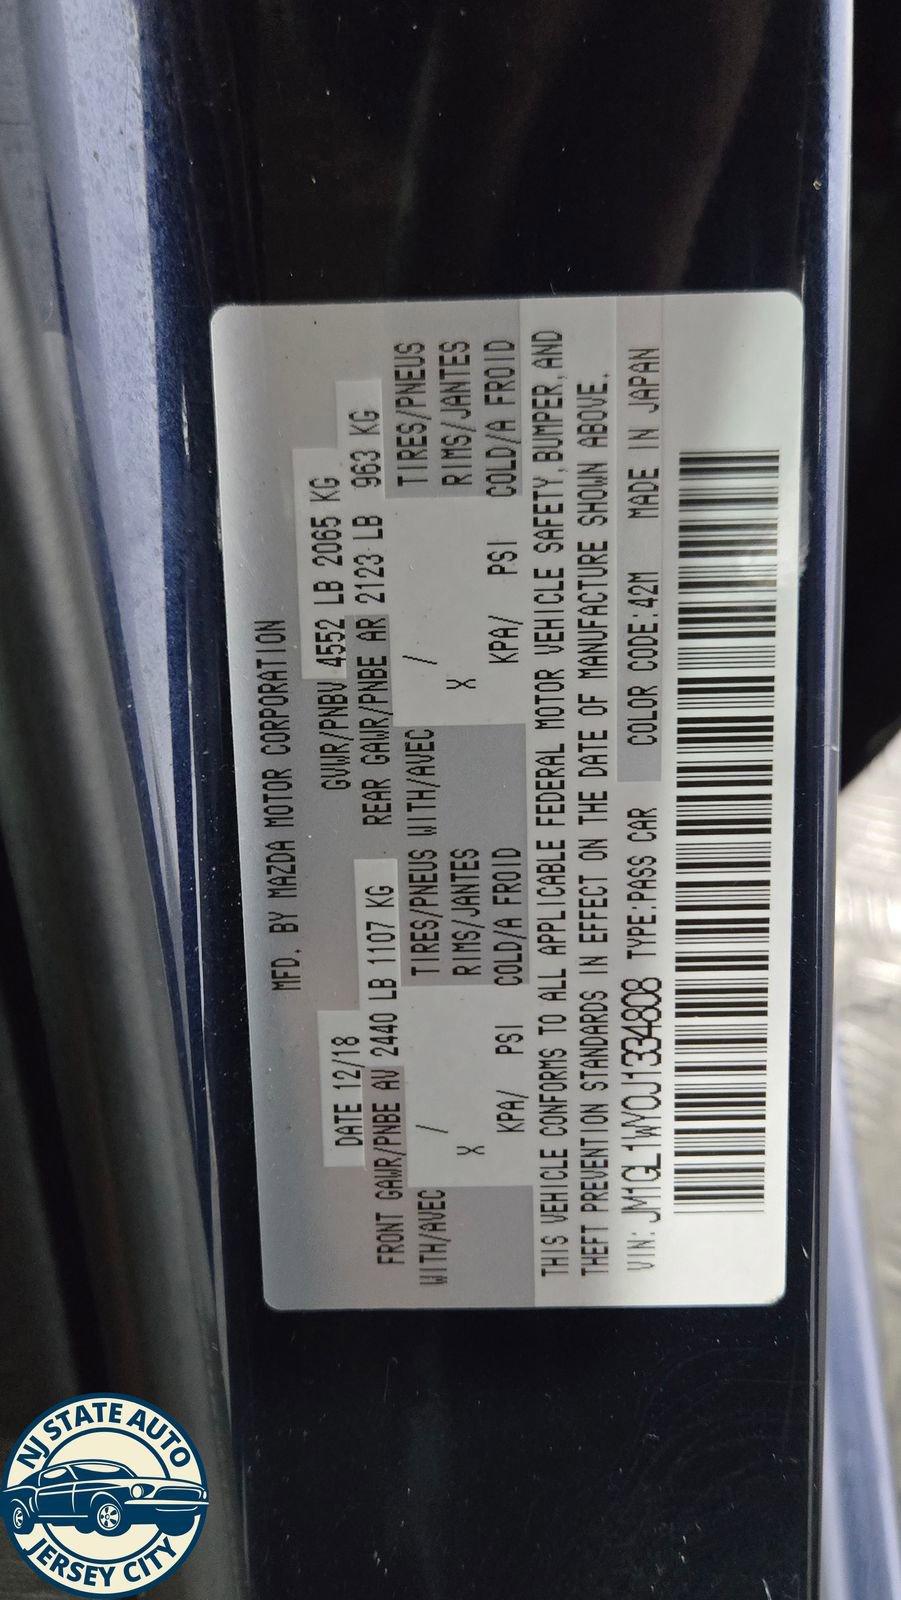 MFD. BY MAZDA MOTOR CORPORATION
DATE 12/18 GVWR/PNBV 4552 LB 2065 KG
FRONT GAWR/PNBE AV 2440 LB 1107 KG REAR GAWR/PNBE AR 2123 LB 963 KG
WITH/AVEC / TIRES/PNEUS WITH/AVEC / TIRES/PNEUS
X RIMS/JANTES X RIMS/JANTES
KPA/ PSI COLD/A FROID KPA/ PSI COLD/A FROID
THIS VEHICLE CONFORMS TO ALL APPLICABLE FEDERAL MOTOR VEHICLE SAFETY, BUMPER, AND
THEFT PREVENTION STANDARDS IN EFFECT ON THE DATE OF MANUFACTURE SHOWN ABOVE.
VIN: JM1GL1WY0J1334808 TYPE:PASS CAR COLOR CODE:42M MADE IN JAPAN
NJ STATE AUTO
JERSEY CITY